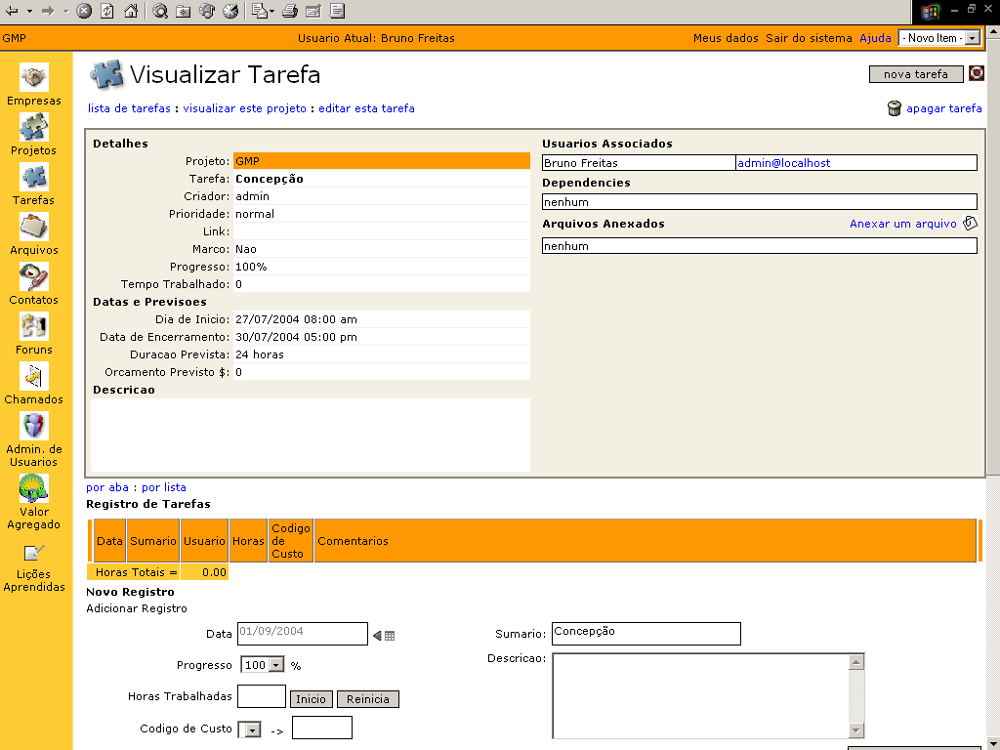 GMP Usuario Atual: Bruno Freitas Meus dados Sair do sistema Ajuda - Novo Item -
Empresas
Projetos
Tarefas
Arquivos
Contatos
Foruns
Chamados
Admin. de
Usuarios
Valor
Agregado
Lições
Aprendidas
Visualizar Tarefa
nova tarefa
lista de tarefas : visualizar este projeto : editar esta tarefa
apagar tarefa
Detalhes
Projeto: GMP
Tarefa: Concepção
Criador: admin
Prioridade: normal
Link:
Marco: Nao
Progresso: 100%
Tempo Trabalhado: 0
Datas e Previsoes
Dia de Inicio: 27/07/2004 08:00 am
Data de Encerramento: 30/07/2004 05:00 pm
Duracao Prevista: 24 horas
Orcamento Previsto $: 0
Descricao
Usuarios Associados
Bruno Freitas admin@localhost
Dependencies
nenhum
Arquivos Anexados Anexar um arquivo
nenhum
por aba : por lista
Registro de Tarefas
Data Sumario Usuario Horas Codigo de Custo Comentarios
Horas Totais = 0.00
Novo Registro
Adicionar Registro
Data 01/09/2004
Progresso 100 %
Horas Trabalhadas Inicio Reinicia
Codigo de Custo ->
Sumario: Concepção
Descricao: